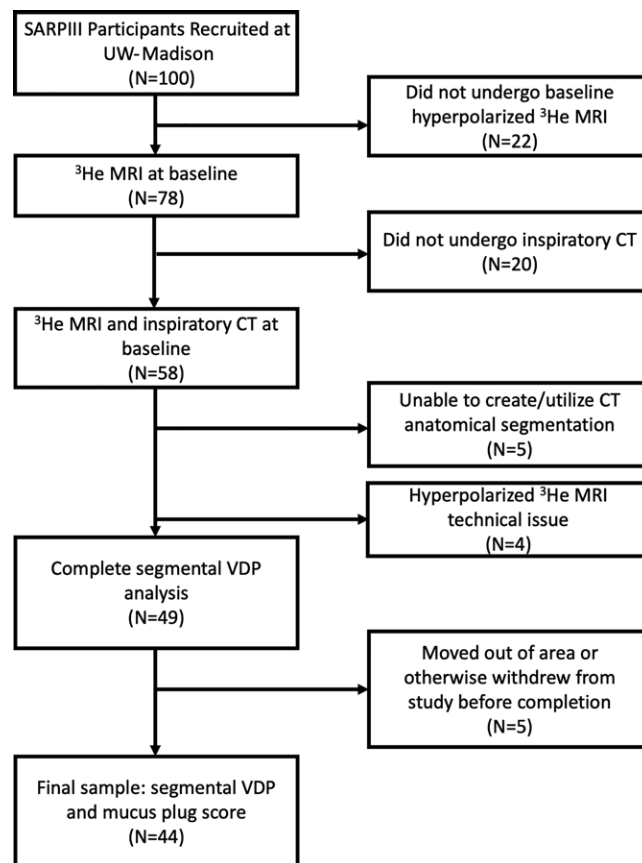 SARPIII Participants Recruited at
UW-Madison
(N=100)
Did not undergo baseline
hyperpolarized ³He MRI
(N=22)
³He MRI at baseline
(N=78)
Did not undergo inspiratory CT
(N=20)
³He MRI and inspiratory CT at
baseline
(N=58)
Unable to create/utilize CT
anatomical segmentation
(N=5)
Hyperpolarized ³He MRI
technical issue
(N=4)
Complete segmental VDP
analysis
(N=49)
Moved out of area or
otherwise withdrew from
study before completion
(N=5)
Final sample: segmental VDP
and mucus plug score
(N=44)